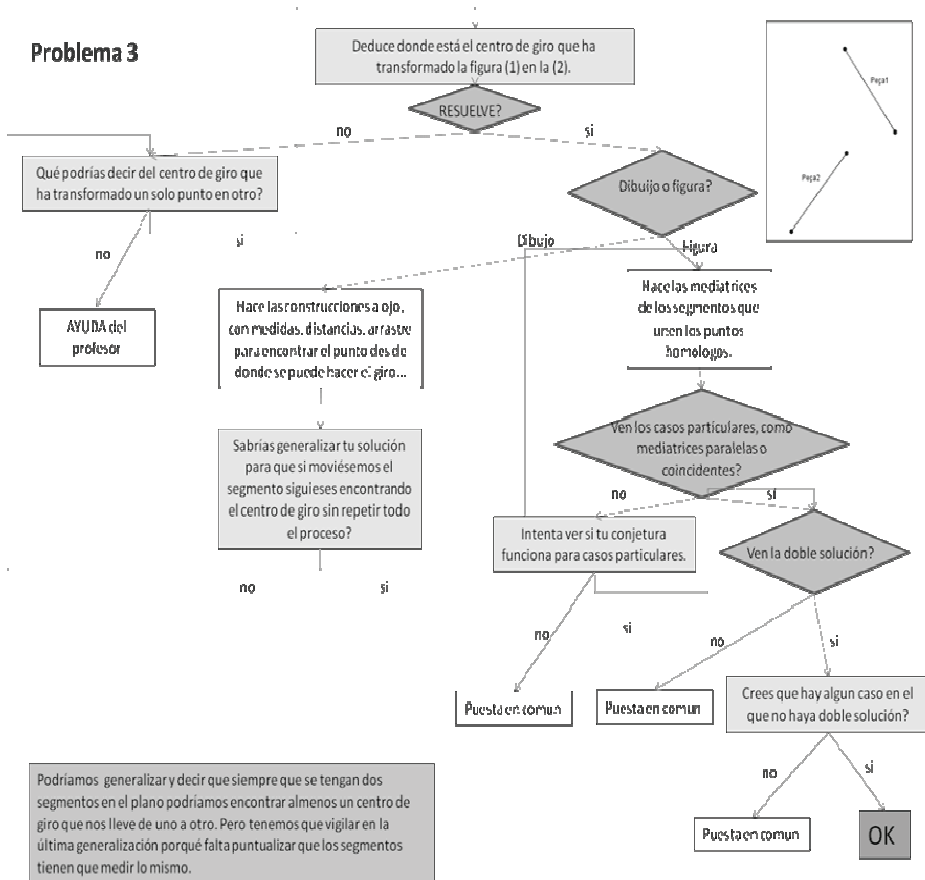 Problema 3
Deduce donde está el centro de giro que ha
transformado la figura (1) en la (2).
RESUELVE?
no
si
Peça1
Peça2
Qué podrías decir del centro de giro que
ha transformado un solo punto en otro?
Dibuijo o figura?
no
si
Dibujo
Figura
AYUDA del
profesor
Hace las construcciones a ojo,
con medidas, distancias, arrastre
para encontrar el punto desde
donde se puede hacer el giro...
Hace las mediatrices
de los segmentos que
unen los puntos
homologos.
Sabrías generalizar tu solución
para que si moviésemos el
segmento siguieses encontrando
el centro de giro sin repetir todo
el proceso?
Ven los casos particulares, como
mediatrices paralelas o
coincidentes?
no
si
no
si
Intenta ver si tu conjetura
funciona para casos particulares.
Ven la doble solución?
no
si
no
si
Puesta en comun
Puesta en comun
Crees que hay algun caso en el
que no haya doble solución?
no
si
Puesta en comun
OK
Podríamos generalizar y decir que siempre que se tengan dos
segmentos en el plano podríamos encontrar almenos un centro de
giro que nos lleve de uno a otro. Pero tenemos que vigilar en la
última generalización porqué falta puntualizar que los segmentos
tienen que medir lo mismo.